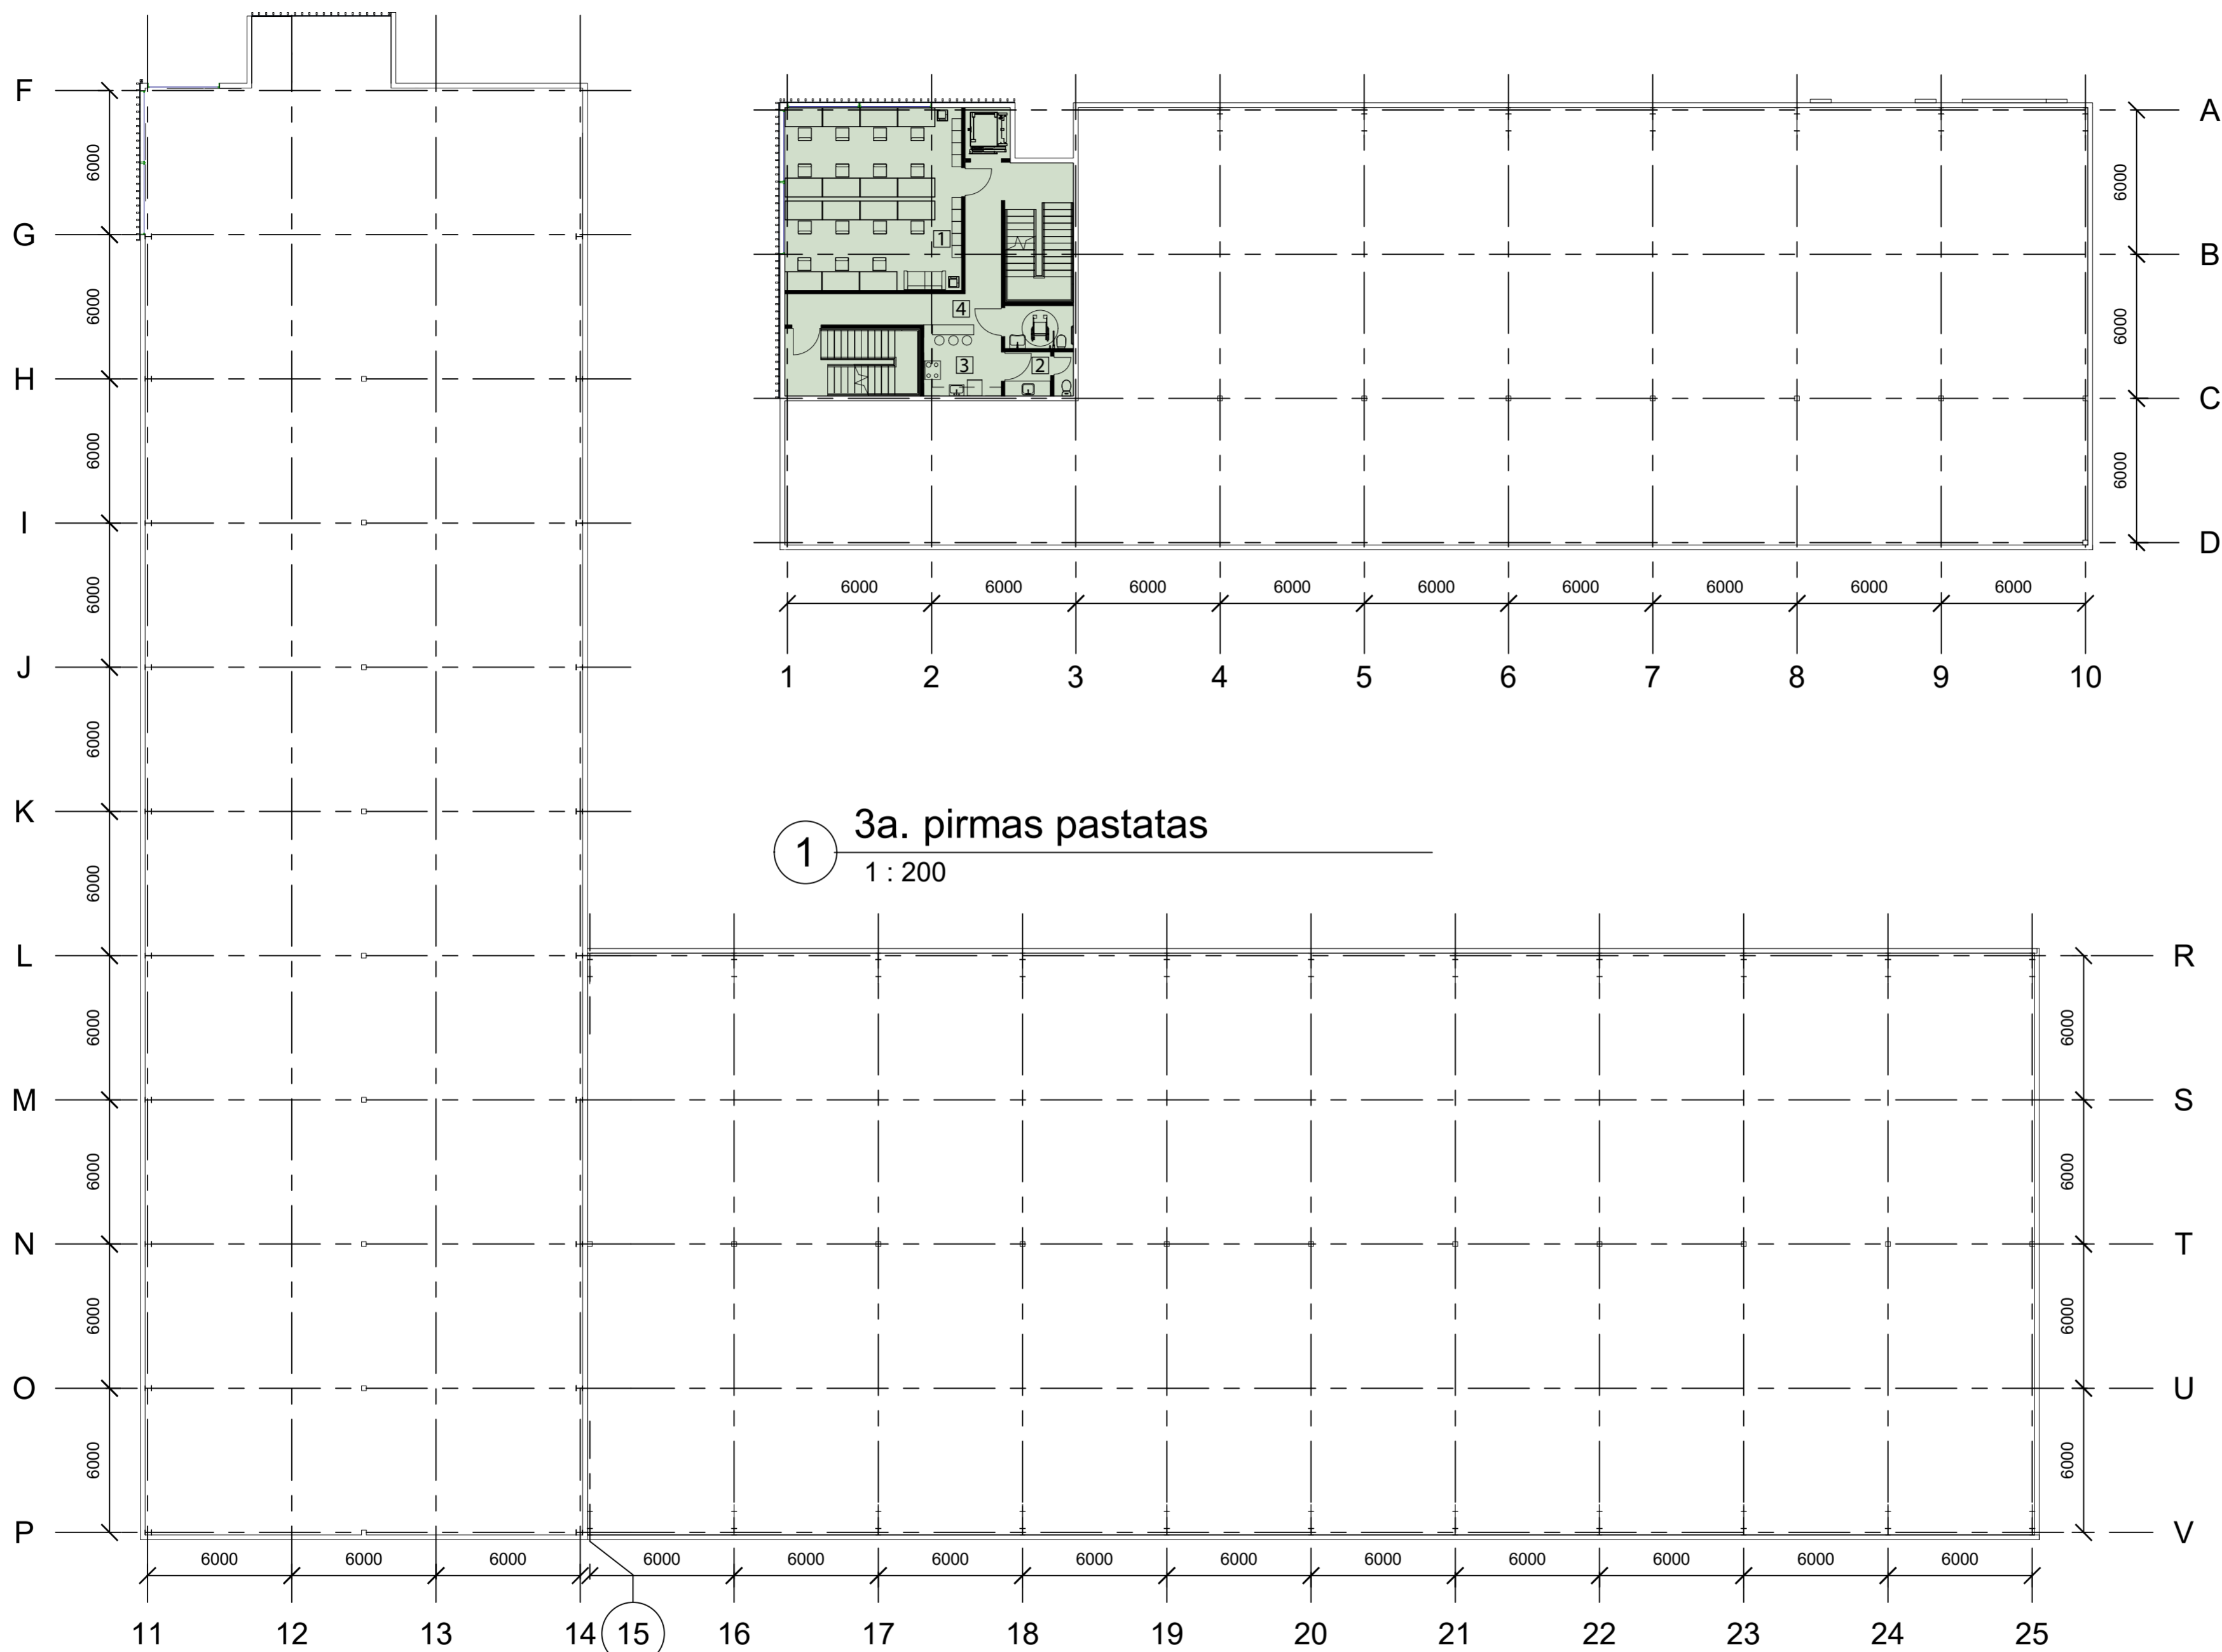 F
G
H
I
J
K
L
M
N
O
P
6000
6000
6000
6000
6000
6000
6000
6000
6000
6000
A
B
C
D
6000
6000
6000
1
4
3
2
6000 6000 6000 6000 6000 6000 6000 6000 6000
1 2 3 4 5 6 7 8 9 10
1
3a. pirmas pastatas
1 : 200
R
S
T
U
V
6000
6000
6000
6000
6000 6000 6000 6000 6000 6000 6000 6000 6000 6000 6000 6000 6000
11 12 13 14 15 16 17 18 19 20 21 22 23 24 25